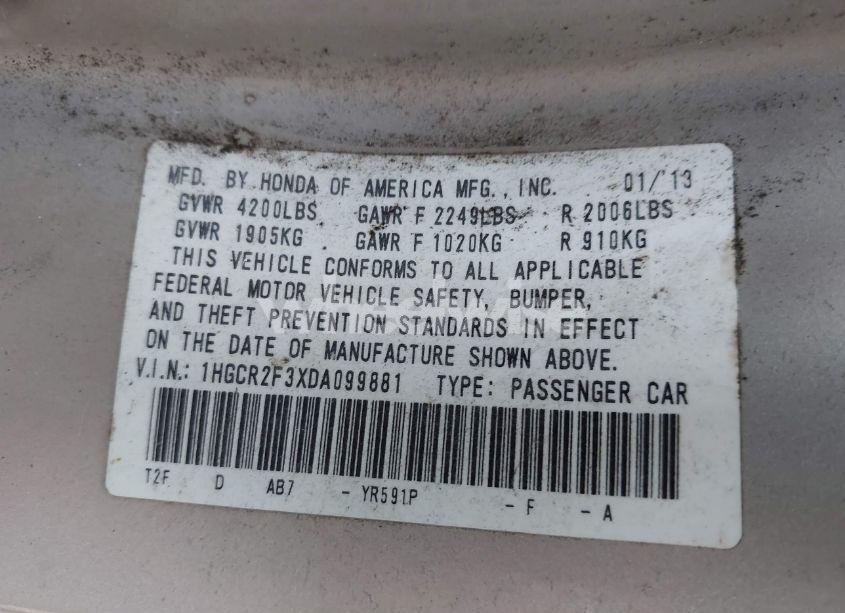 MFD. BY HONDA OF AMERICA MFG., INC. 01/'13
GVWR 4200LBS GAWR F 2249LBS R 2006LBS
GVWR 1905KG GAWR F 1020KG R 910KG
THIS VEHICLE CONFORMS TO ALL APPLICABLE
FEDERAL MOTOR VEHICLE SAFETY, BUMPER,
AND THEFT PREVENTION STANDARDS IN EFFECT
ON THE DATE OF MANUFACTURE SHOWN ABOVE.
V.I.N.: 1HGCR2F3XDA099881 TYPE: PASSENGER CAR
T2F D AB7 - YR591P - F - A